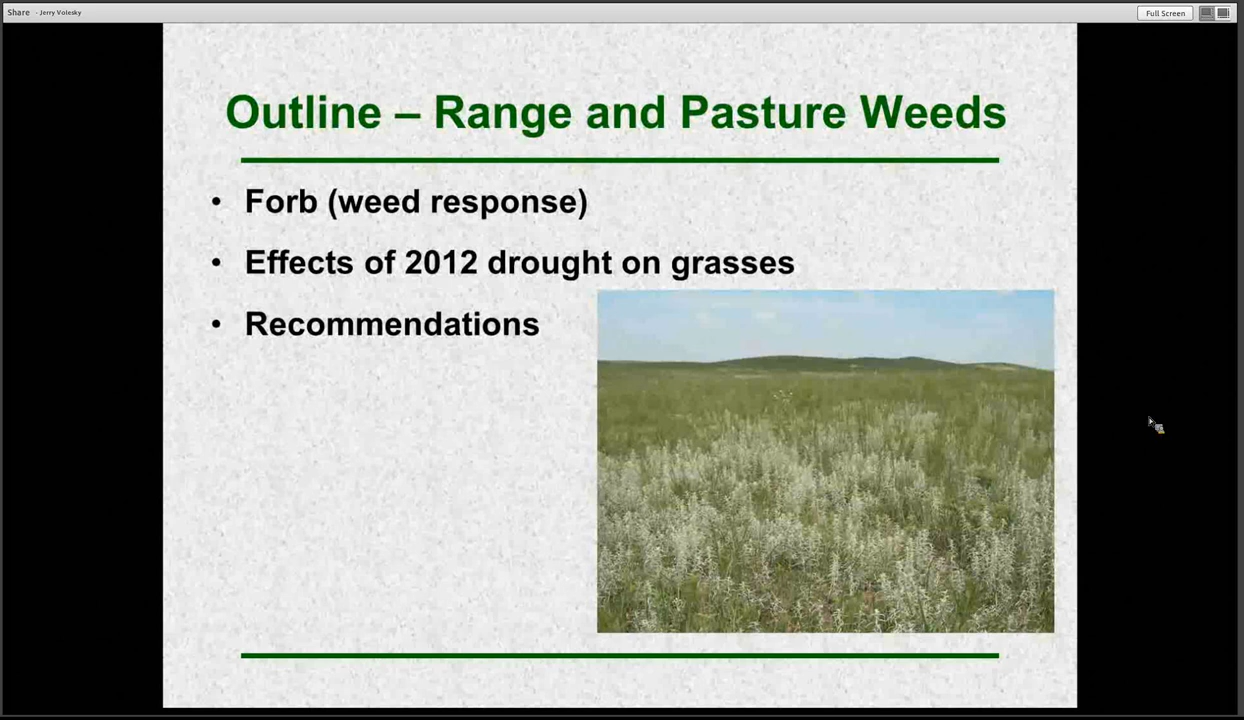 Share - Jerry Volesky
Full Screen
Outline – Range and Pasture Weeds
• Forb (weed response)
• Effects of 2012 drought on grasses
• Recommendations